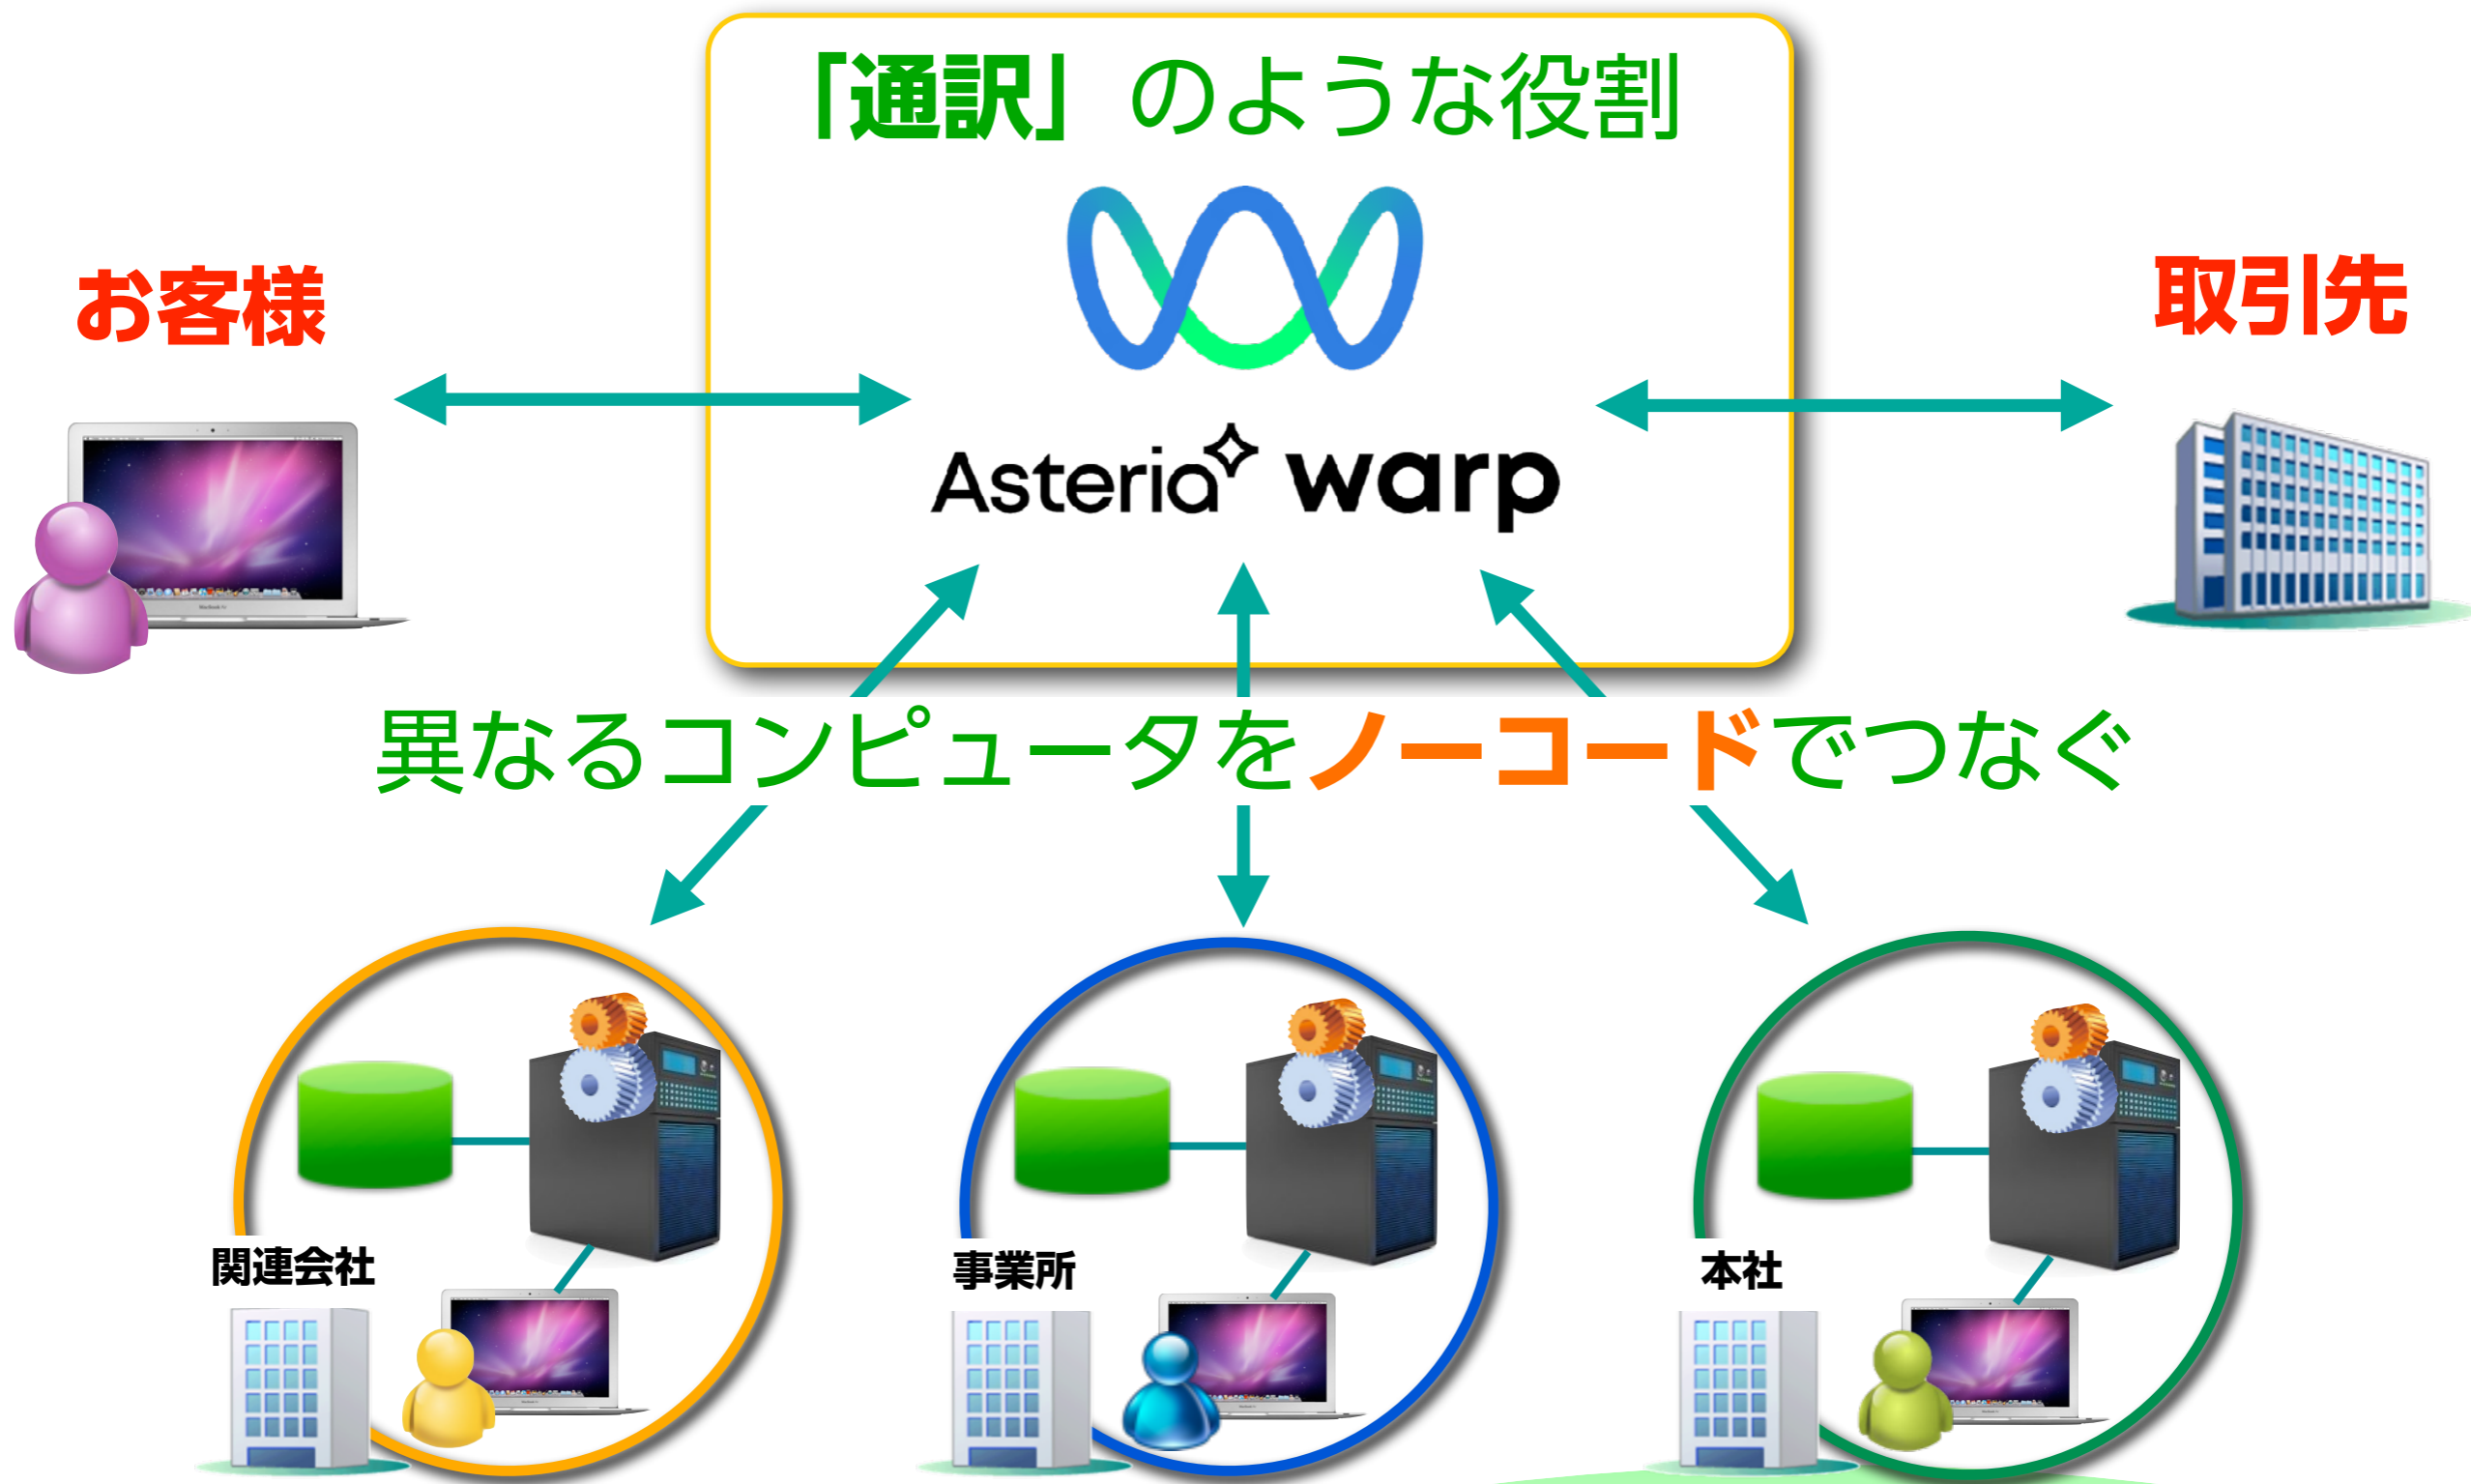 「通訳」のような役割
お客様
取引先
Asteria warp
異なるコンピュータをノーコードでつなぐ
関連会社
事業所
本社